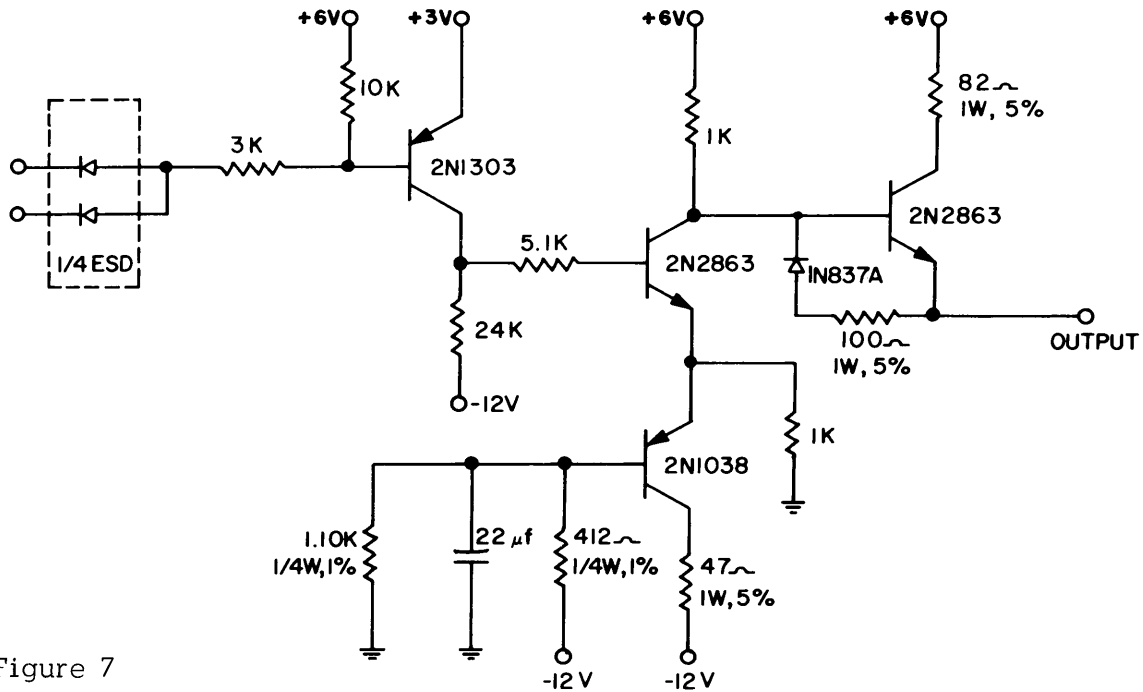 +6V
+3V
+6V
+6V
10K
82Ω
1W, 5%
3K
1K
2N1303
2N2863
1/4 ESD
5.1K
2N2863
1N837A
24K
100Ω
1W, 5%
OUTPUT
-12V
1K
2N1038
1.10K
1/4W,1%
22 µf
412Ω
1/4W,1%
47Ω
1W, 5%
Figure 7
-12V
-12V